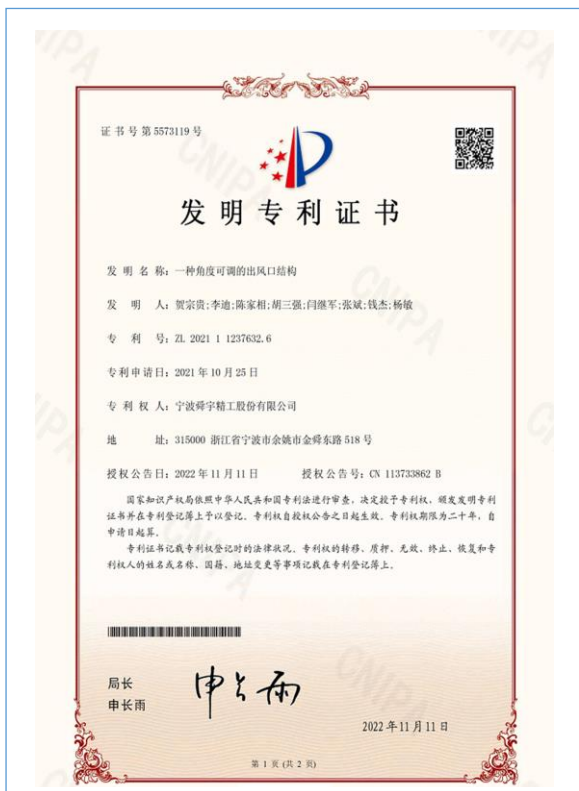 证书号第5573119号
发明专利证书
发明名称：一种角度可调的出风口结构
发明人：贺宗贵;李迪;陈家相;胡三强;闫继军;张斌;钱杰;杨敏
专利号：ZL 2021 1 1237632.6
专利申请日：2021年10月25日
专利权人：宁波舜宇精工股份有限公司
地址：315000 浙江省宁波市余姚市金舜东路518号
授权公告日：2022年11月11日 授权公告号：CN 113733862 B
国家知识产权局依照中华人民共和国专利法进行审查，决定授予专利权，颁发发明专利
证书并在专利登记簿上予以登记。专利权自授权公告之日起生效。专利权期限为二十年，自
申请日起算。
专利证书记载专利权登记时的法律状况。专利权的转移、质押、无效、终止、恢复和专
利权人的姓名或名称、国籍、地址变更等事项记载在专利登记簿上。
局长
申长雨
申长雨
2022年11月11日
第 1 页 (共 2 页)
CNIPA
CNIPA
CNIPA
CNIPA